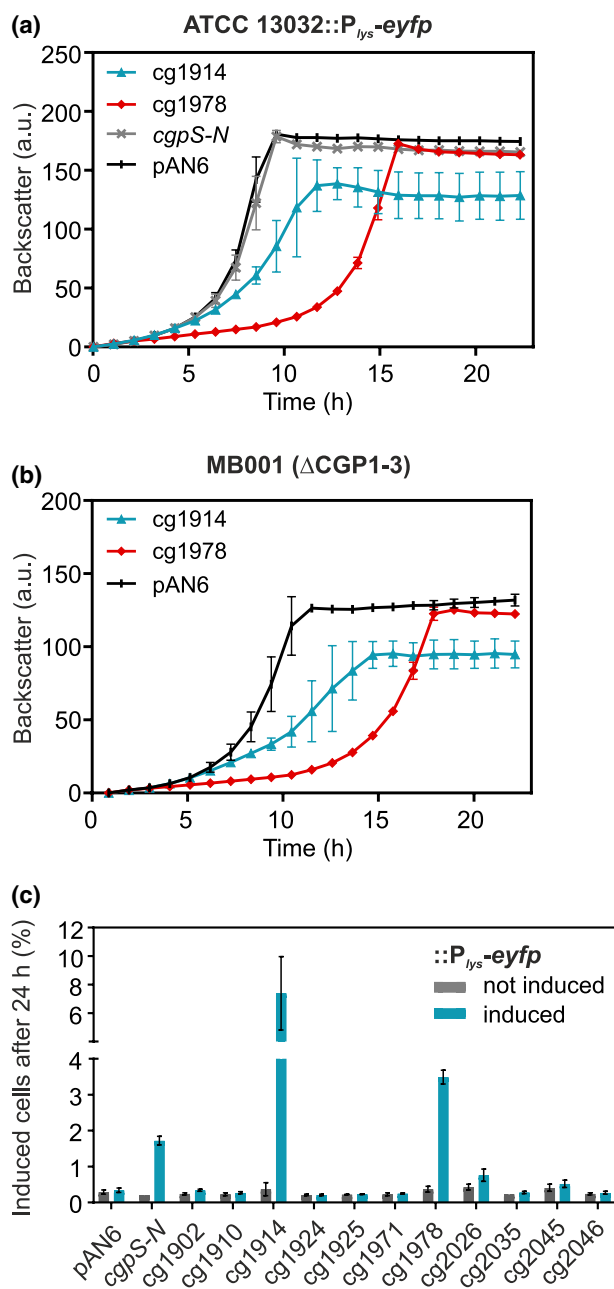 (a)
ATCC 13032::Plys-eyfp
cg1914
cg1978
cgpS-N
pAN6
Backscatter (a.u.)
250
200
150
100
50
0
0 5 10 15 20
Time (h)
(b)
MB001 (ΔCGP1-3)
cg1914
cg1978
pAN6
Backscatter (a.u.)
200
150
100
50
0
0 5 10 15 20
Time (h)
(c)
::Plys-eyfp
not induced
induced
Induced cells after 24 h (%)
12
10
8
6
4
3
2
1
0
pAN6
cgpS-N
cg1902
cg1910
cg1914
cg1924
cg1925
cg1971
cg1978
cg2026
cg2035
cg2045
cg2046